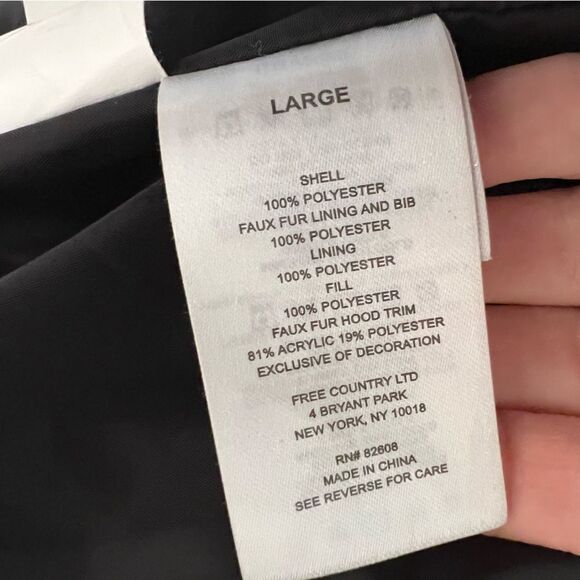 LARGE
SHELL
100% POLYESTER
FAUX FUR LINING AND BIB
100% POLYESTER
LINING
100% POLYESTER
FILL
100% POLYESTER
FAUX FUR HOOD TRIM
81% ACRYLIC 19% POLYESTER
EXCLUSIVE OF DECORATION
FREE COUNTRY LTD
4 BRYANT PARK
NEW YORK, NY 10018
RN# 82608
MADE IN CHINA
SEE REVERSE FOR CARE